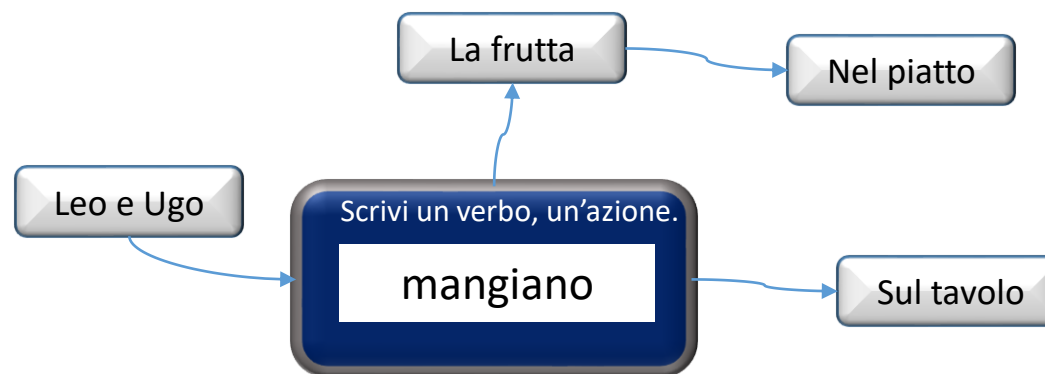 La frutta
Nel piatto
Leo e Ugo
Scrivi un verbo, un’azione.
mangiano
Sul tavolo